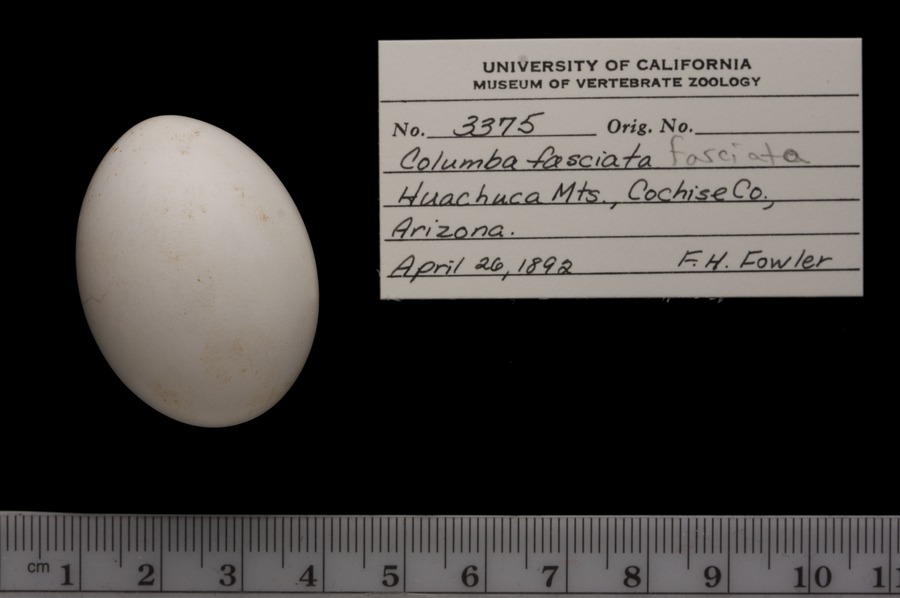 UNIVERSITY OF CALIFORNIA
MUSEUM OF VERTEBRATE ZOOLOGY
No. 3375 Orig. No.
Columba fasciata fasciata
Huachuca Mts., Cochise Co.,
Arizona.
April 26, 1892 F. H. Fowler
cm 1 2 3 4 5 6 7 8 9 10 1